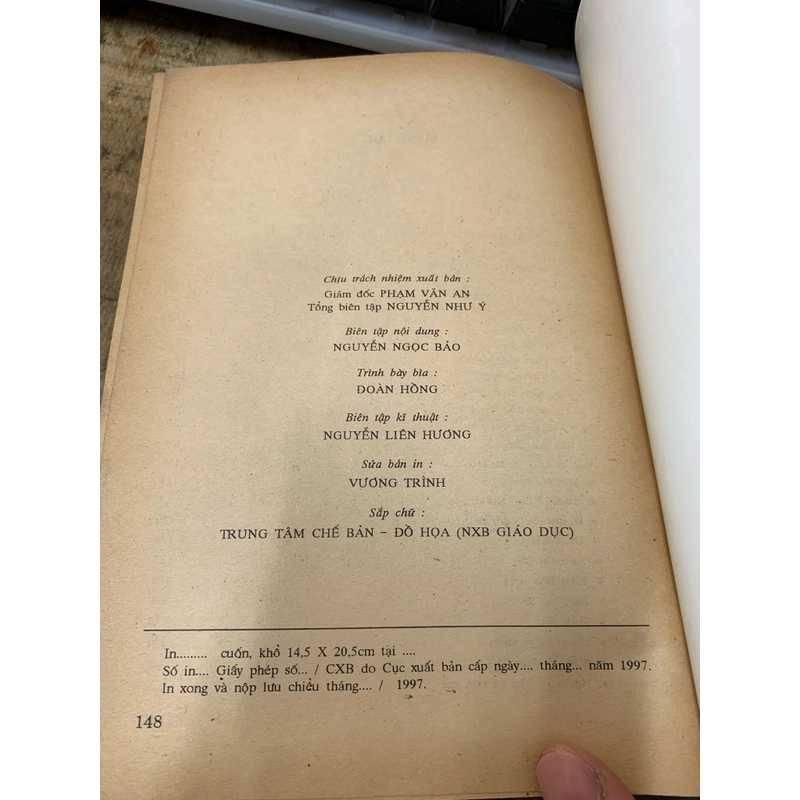 Chịu trách nhiệm xuất bản :
Giám đốc PHẠM VĂN AN
Tổng biên tập NGUYỄN NHƯ Ý
Biên tập nội dung :
NGUYỄN NGỌC BẢO
Trình bày bìa :
ĐOÀN HỒNG
Biên tập kĩ thuật :
NGUYỄN LIÊN HƯƠNG
Sửa bản in :
VƯƠNG TRÌNH
Sắp chữ :
TRUNG TÂM CHẾ BẢN – ĐỒ HỌA (NXB GIÁO DỤC)
In......... cuốn, khổ 14,5 X 20,5cm tại ....
Số in.... Giấy phép số... / CXB do Cục xuất bản cấp ngày.... tháng... năm 1997.
In xong và nộp lưu chiểu tháng.... / 1997.
148